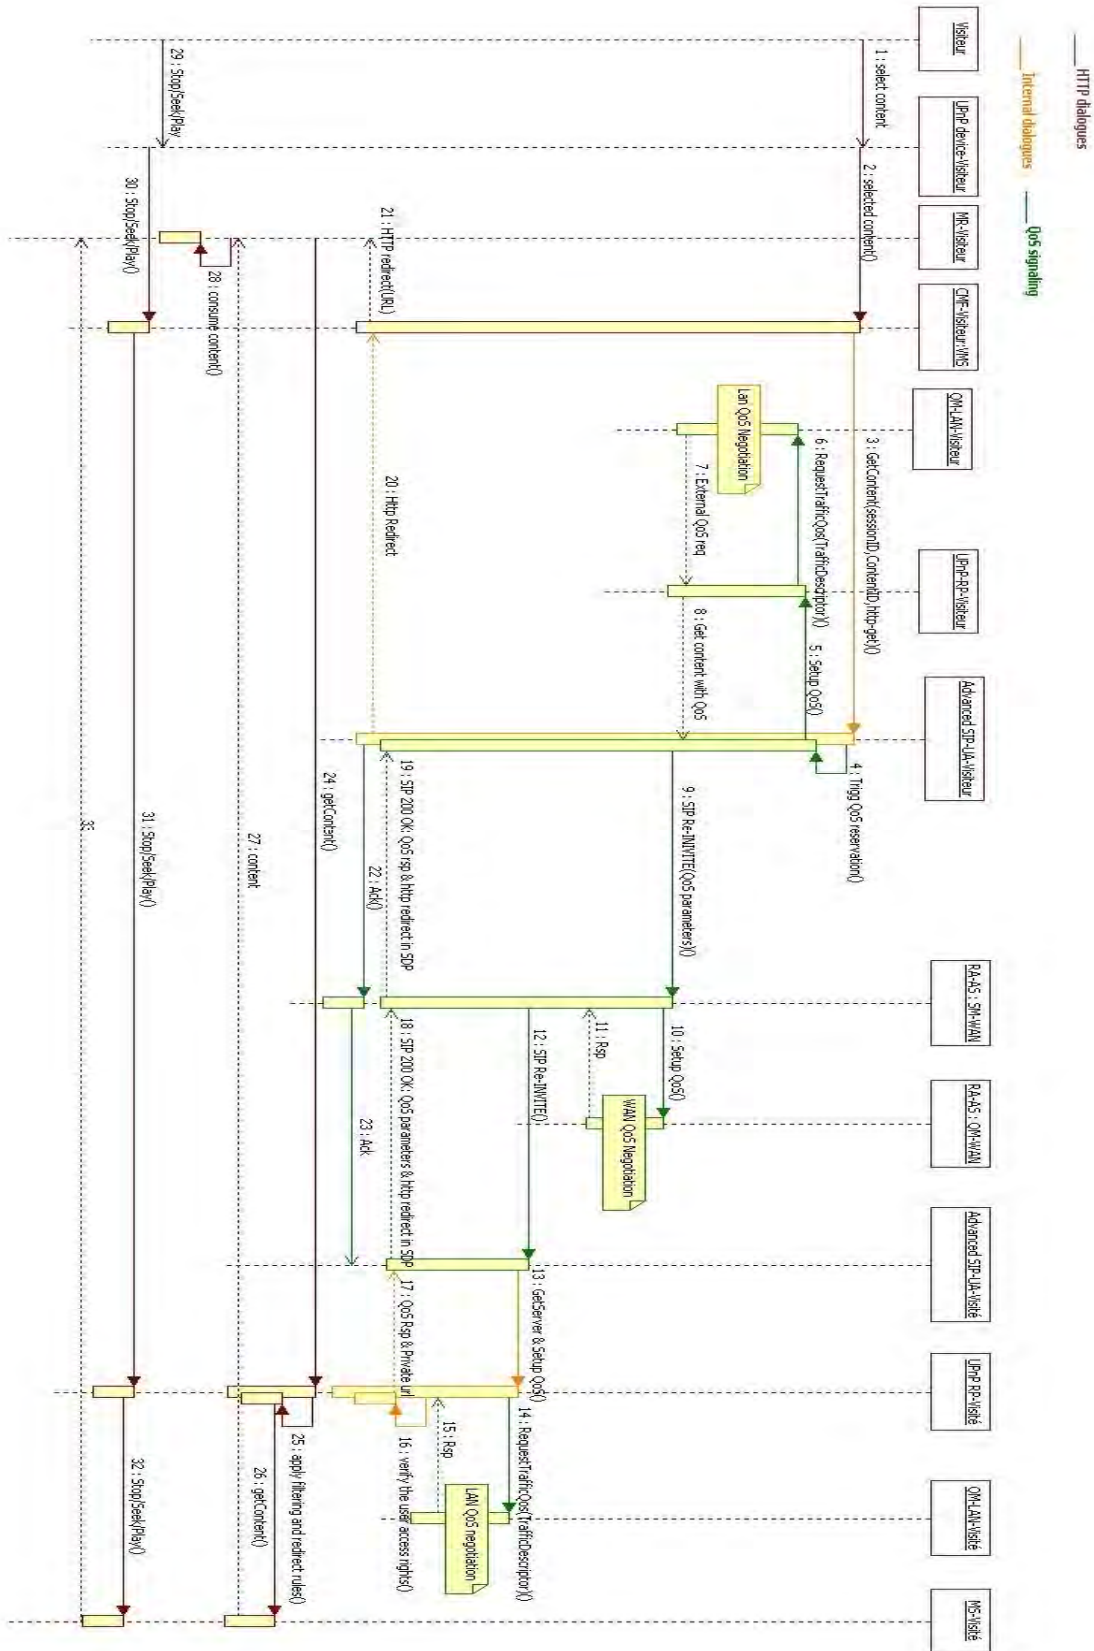 HTTP dialogues
Internal dialogues
QoS signaling
Visiteur
UPnP device-Visiteur
MR-Visiteur
CMF-Visiteur:VMS
QM-LAN-Visiteur
UPnP-RP-Visiteur
Advanced SIP-UA-Visiteur
RA-AS : SM-WAN
RA-AS : QM-WAN
Advanced SIP-UA-Visité
UPnP RP-Visité
QM-LAN-Visité
MS-Visité
1 : select content
2 : selected content()
3 : GetContent(sessionID,ContentID,http-get)()
4 : Trigg QoS reservation()
5 : Setup QoS()
6 : RequestTrafficQos(TrafficDescriptor)()
Lan QoS Negotiation
7 : External QoS req
8 : Get content with QoS
9 : SIP Re-INIVITE(QoS parameters)()
10 : Setup QoS()
WAN QoS Negotiation
11 : Rsp
12 : SIP Re-INVITE()
13 : GetServer & Setup QoS()
14 : RequestTrafficQos(TrafficDescriptor)()
LAN QoS negotiation
15 : Rsp
16 : verify the user access rights()
17 : QoS Rsp & Private url
18 : SIP 200 OK: QoS parameters & http redirect in SDP
19 : SIP 200 OK: QoS rsp & http redirect in SDP
20 : Http Redirect
21 : HTTP redirect(URL)
22 : Ack()
23 : Ack
24 : getContent()
25 : apply filtering and redirect rules()
26 : getContent()
27 : content
28 : consume content()
29 : Stop/Seek/Play
30 : Stop/Seek/Play()
31 : Stop/Seek/Play()
32 : Stop/Seek/Play()